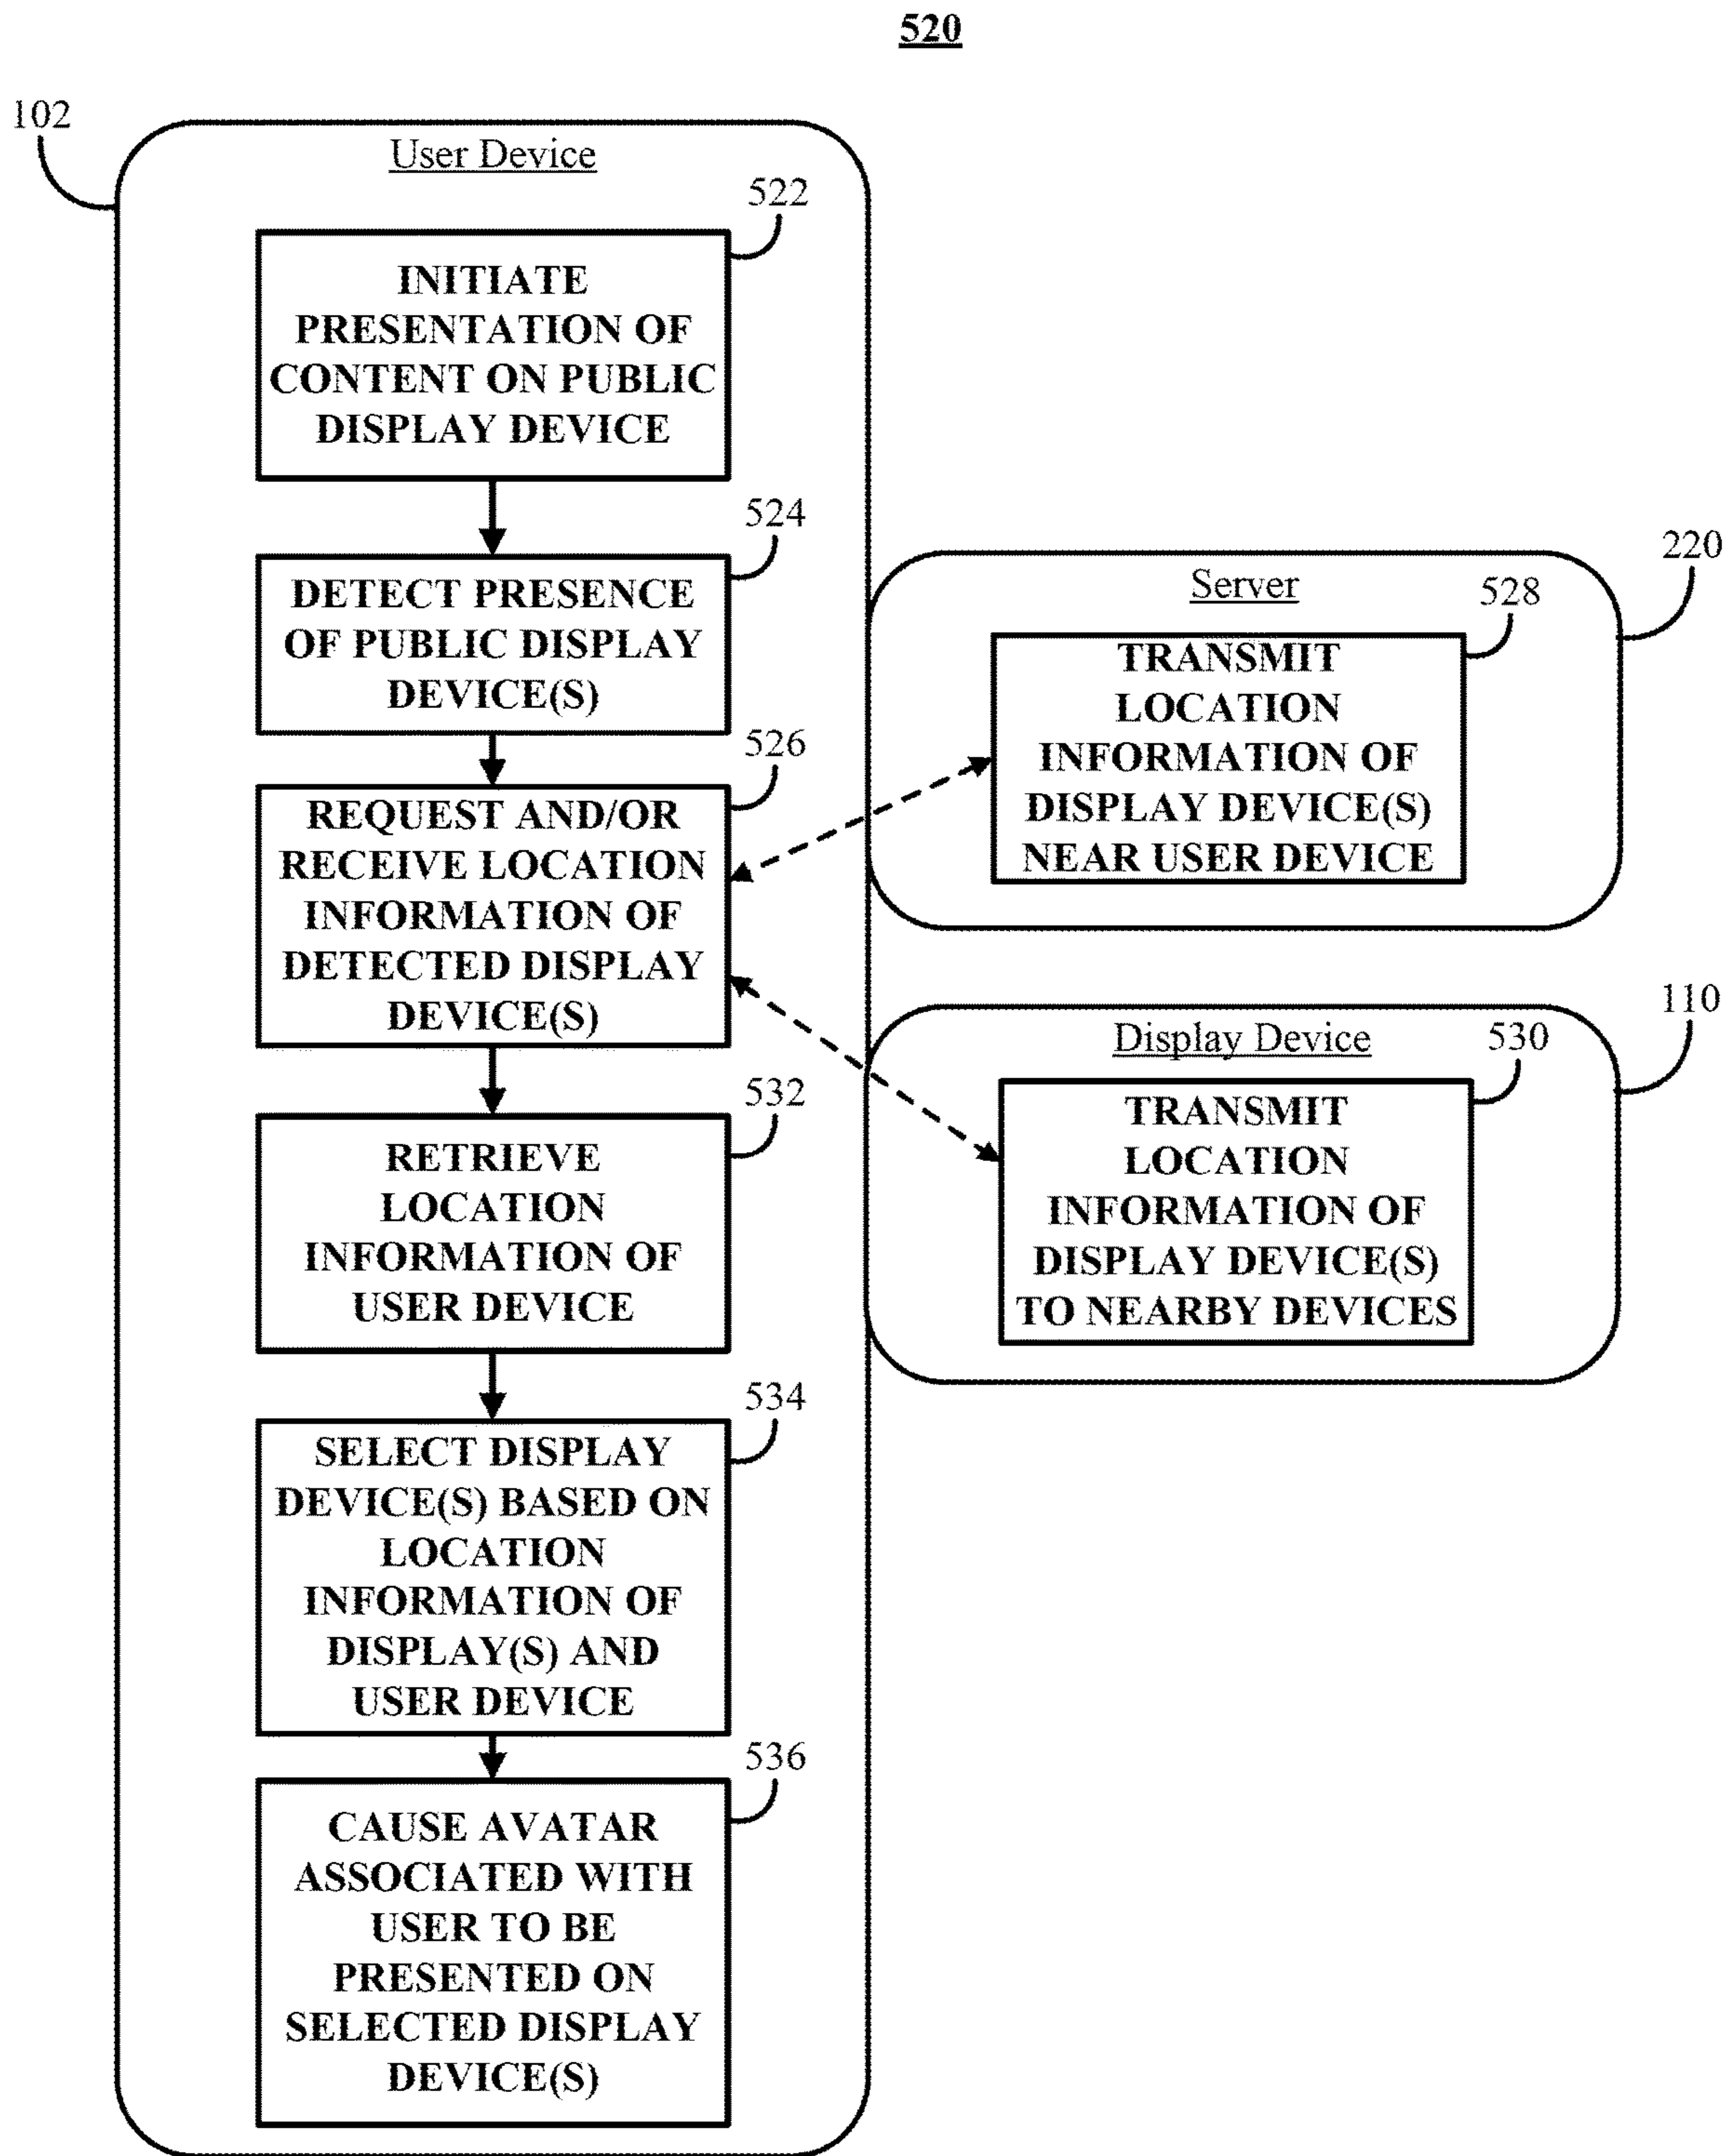 520
102
User Device
522
INITIATE
PRESENTATION OF
CONTENT ON PUBLIC
DISPLAY DEVICE
524
DETECT PRESENCE
OF PUBLIC DISPLAY
DEVICE(S)
526
REQUEST AND/OR
RECEIVE LOCATION
INFORMATION OF
DETECTED DISPLAY
DEVICE(S)
220
Server
528
TRANSMIT
LOCATION
INFORMATION OF
DISPLAY DEVICE(S)
NEAR USER DEVICE
110
Display Device
530
TRANSMIT
LOCATION
INFORMATION OF
DISPLAY DEVICE(S)
TO NEARBY DEVICES
532
RETRIEVE
LOCATION
INFORMATION OF
USER DEVICE
534
SELECT DISPLAY
DEVICE(S) BASED ON
LOCATION
INFORMATION OF
DISPLAY(S) AND
USER DEVICE
536
CAUSE AVATAR
ASSOCIATED WITH
USER TO BE
PRESENTED ON
SELECTED DISPLAY
DEVICE(S)